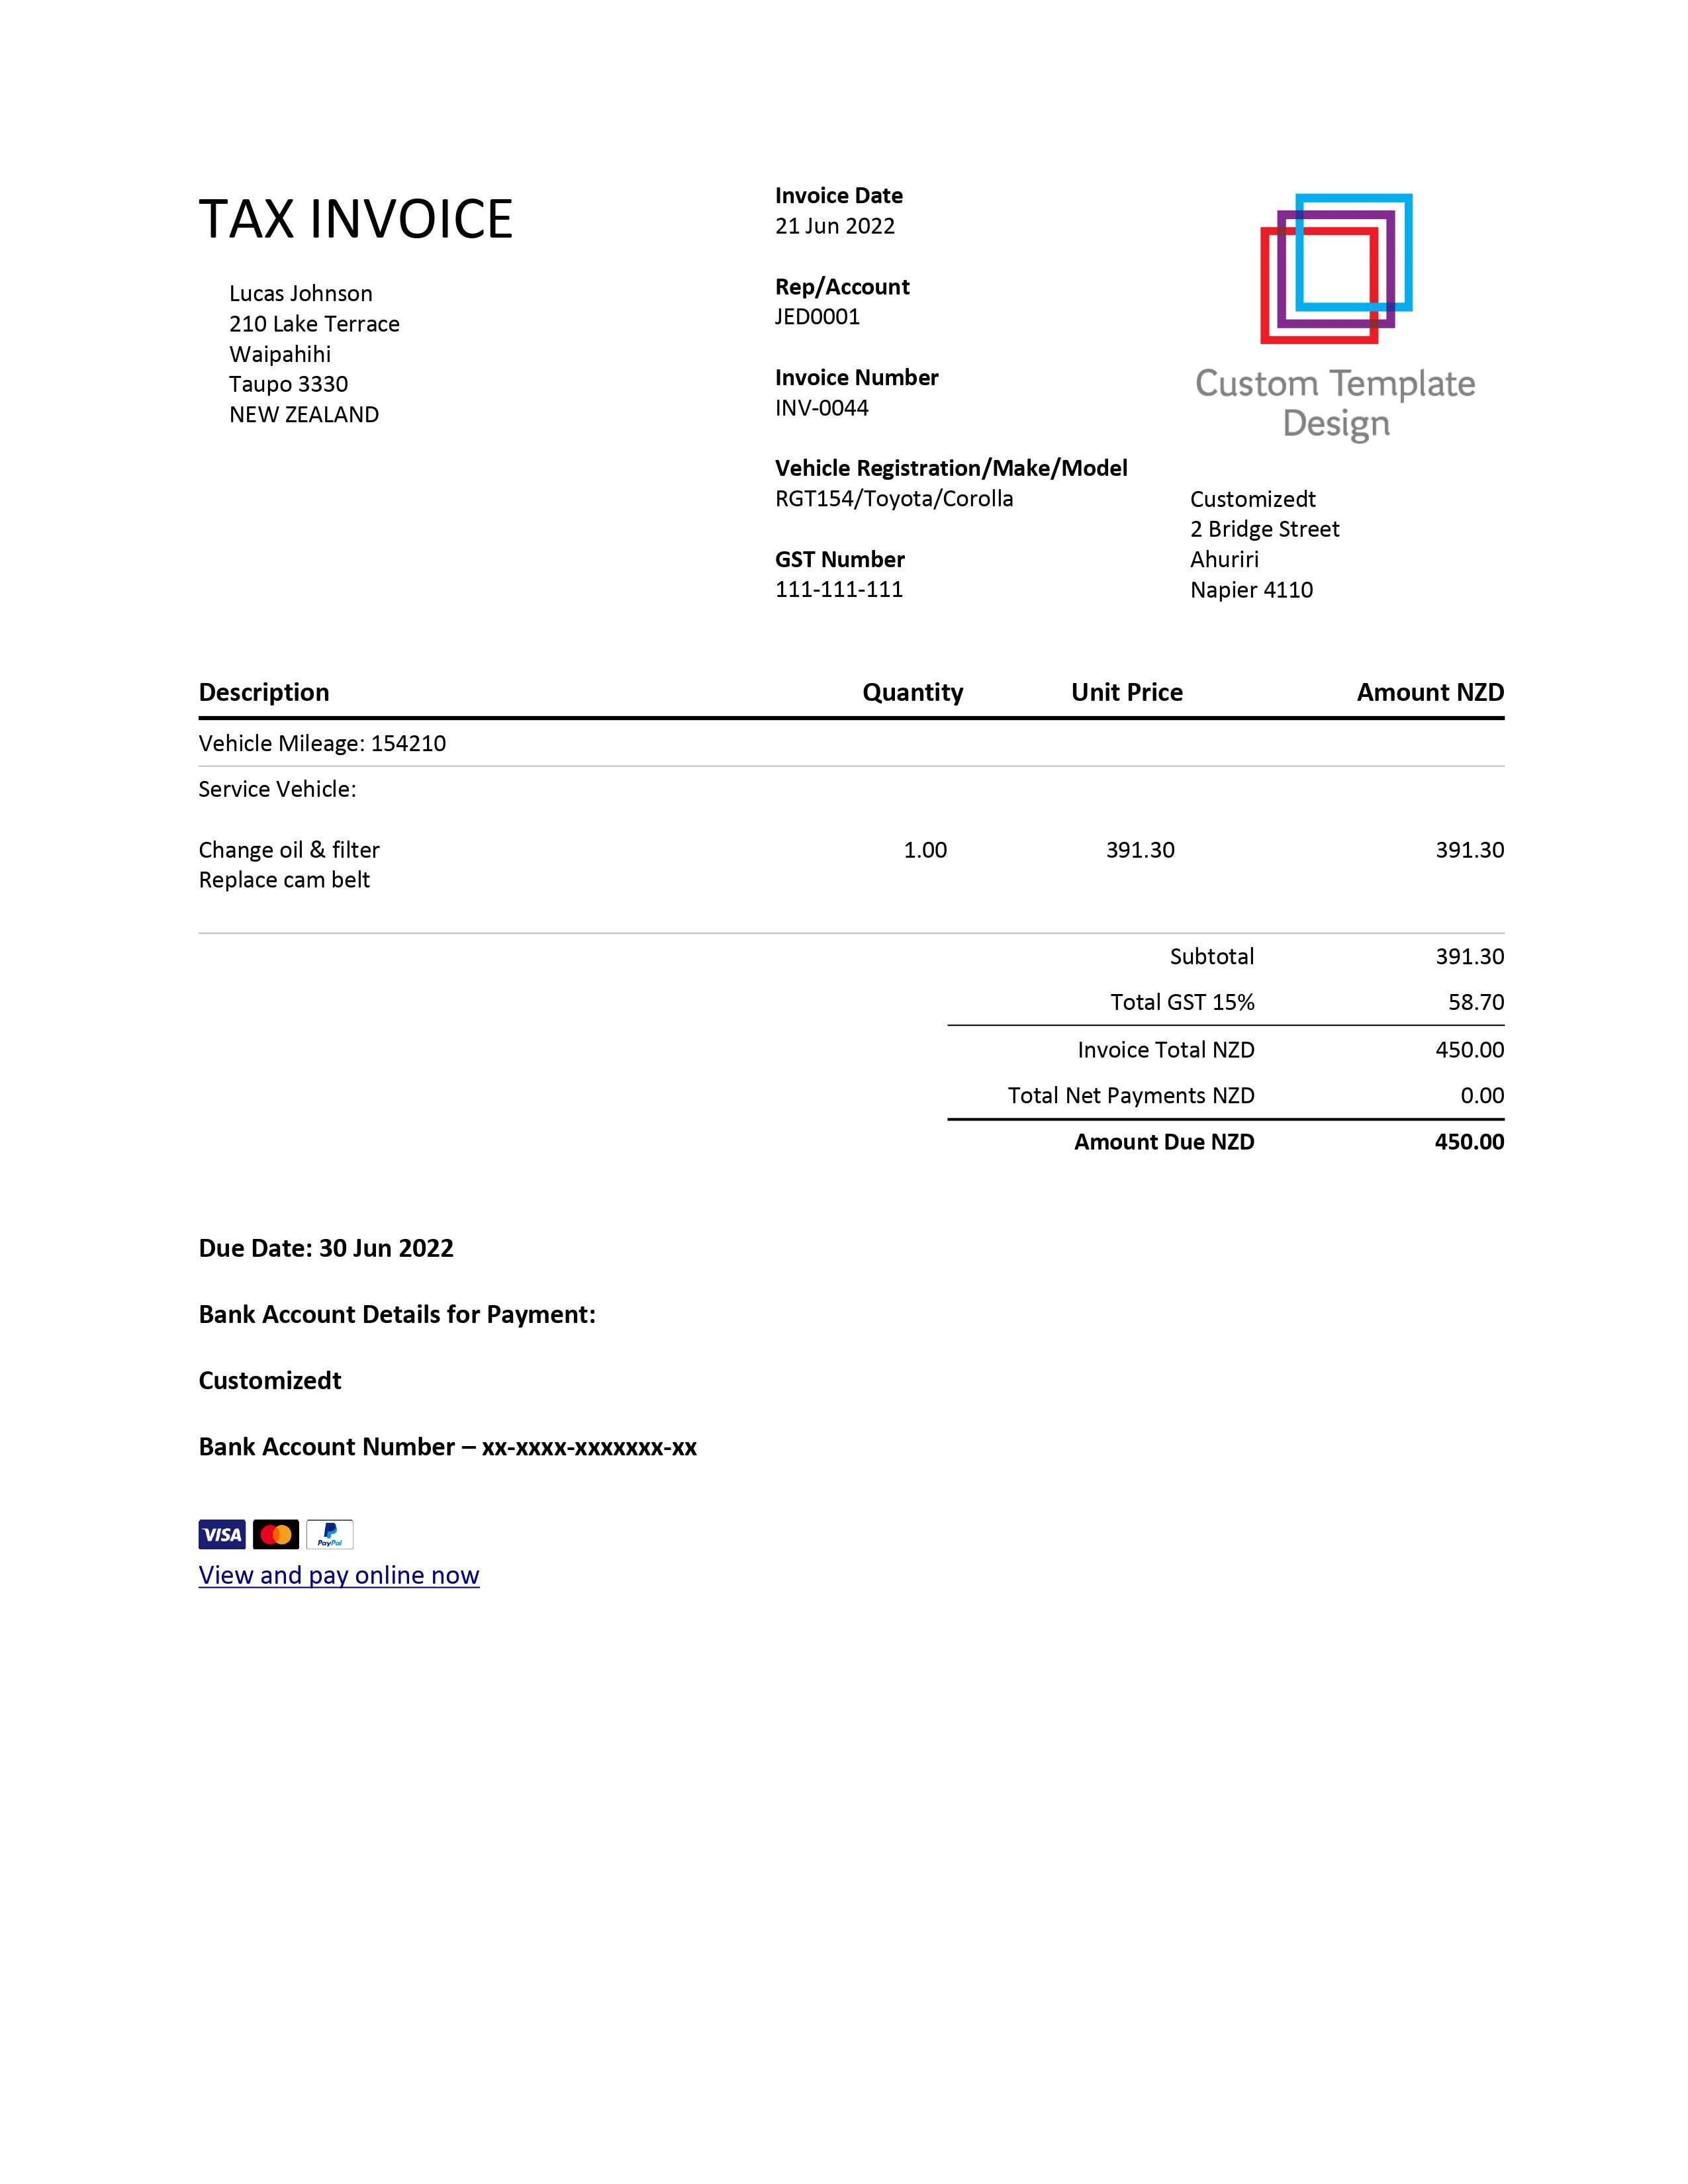 TAX INVOICE
Lucas Johnson
210 Lake Terrace
Waipahihi
Taupo 3330
NEW ZEALAND
Invoice Date
21 Jun 2022
Rep/Account
JED0001
Invoice Number
INV-0044
Vehicle Registration/Make/Model
RGT154/Toyota/Corolla
GST Number
111-111-111
Custom Template
Design
Customizedt
2 Bridge Street
Ahuriri
Napier 4110
Description Quantity Unit Price Amount NZD
Vehicle Mileage: 154210
Service Vehicle:
Change oil & filter 1.00 391.30 391.30
Replace cam belt
Subtotal 391.30
Total GST 15% 58.70
Invoice Total NZD 450.00
Total Net Payments NZD 0.00
Amount Due NZD 450.00
Due Date: 30 Jun 2022
Bank Account Details for Payment:
Customizedt
Bank Account Number – xx-xxxx-xxxxxxx-xx
VISA PayPal
View and pay online now